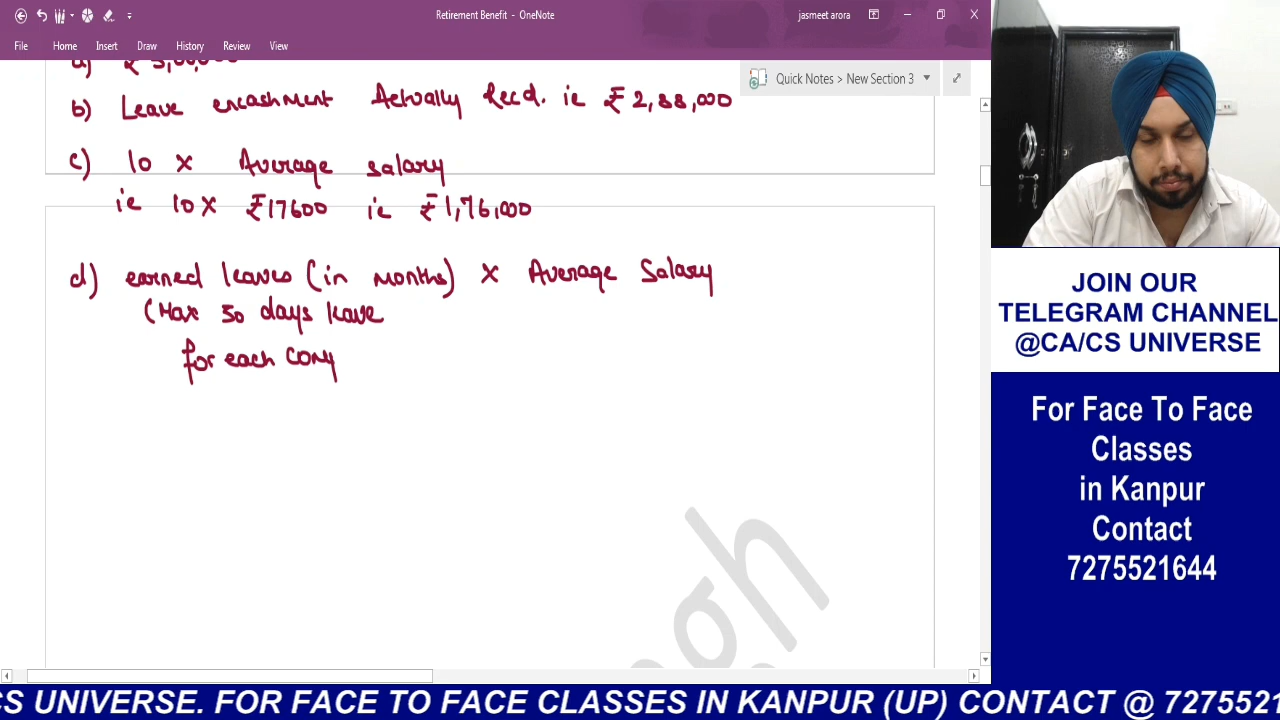 Retirement Benefit - OneNote
jasmeet arora
File Home Insert Draw History Review View
Quick Notes > New Section 3
b) Leave encashment Actually Recd. ie ₹ 2,88,000
c) 10 x Average salary
ie 10 x ₹17600 ie ₹1,76,000
d) earned leaves (in months) x Average Salary
(Max 30 days leave
for each com
JOIN OUR
TELEGRAM CHANNEL
@CA/CS UNIVERSE
For Face To Face
Classes
in Kanpur
Contact
7275521644
CS UNIVERSE. FOR FACE TO FACE CLASSES IN KANPUR (UP) CONTACT @ 727552